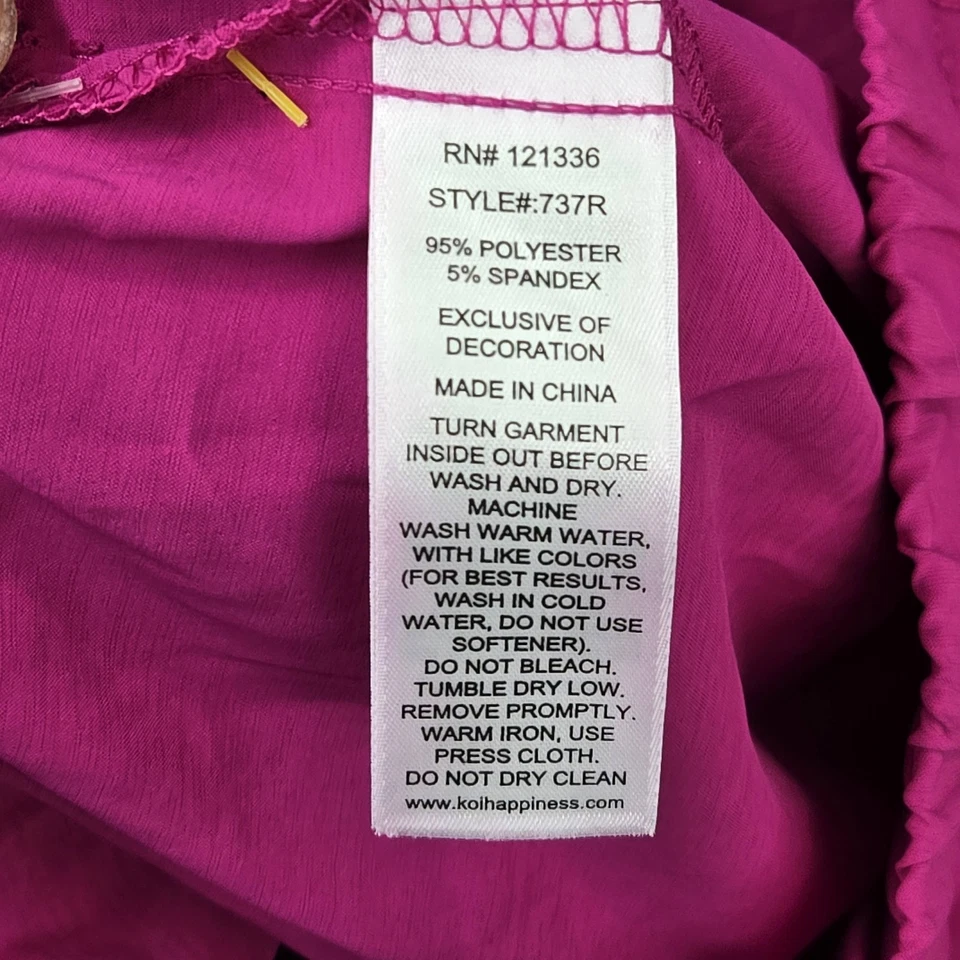 RN# 121336
STYLE#:737R
95% POLYESTER
5% SPANDEX
EXCLUSIVE OF
DECORATION
MADE IN CHINA
TURN GARMENT
INSIDE OUT BEFORE
WASH AND DRY.
MACHINE
WASH WARM WATER,
WITH LIKE COLORS
(FOR BEST RESULTS,
WASH IN COLD
WATER, DO NOT USE
SOFTENER).
DO NOT BLEACH.
TUMBLE DRY LOW.
REMOVE PROMPTLY.
WARM IRON, USE
PRESS CLOTH.
DO NOT DRY CLEAN
www.koihappiness.com